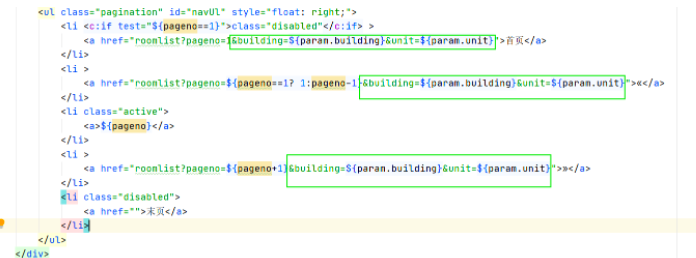 <ul class="pagination" id="navUl" style="float: right;">
<li <c:if test="${pageno==1}">class="disabled"</c:if> >
<a href="roomlist?pageno=1&building=${param.building}&unit=${param.unit}">首页</a>
</li>
<li >
<a href="roomlist?pageno=${pageno==1? 1:pageno-1}&building=${param.building}&unit=${param.unit}">«</a>
</li>
<li class="active">
<a>${pageno}</a>
</li>
<li >
<a href="roomlist?pageno=${pageno+1}&building=${param.building}&unit=${param.unit}">»</a>
</li>
<li class="disabled">
<a href="">末页</a>
</li>
</ul>
</div>